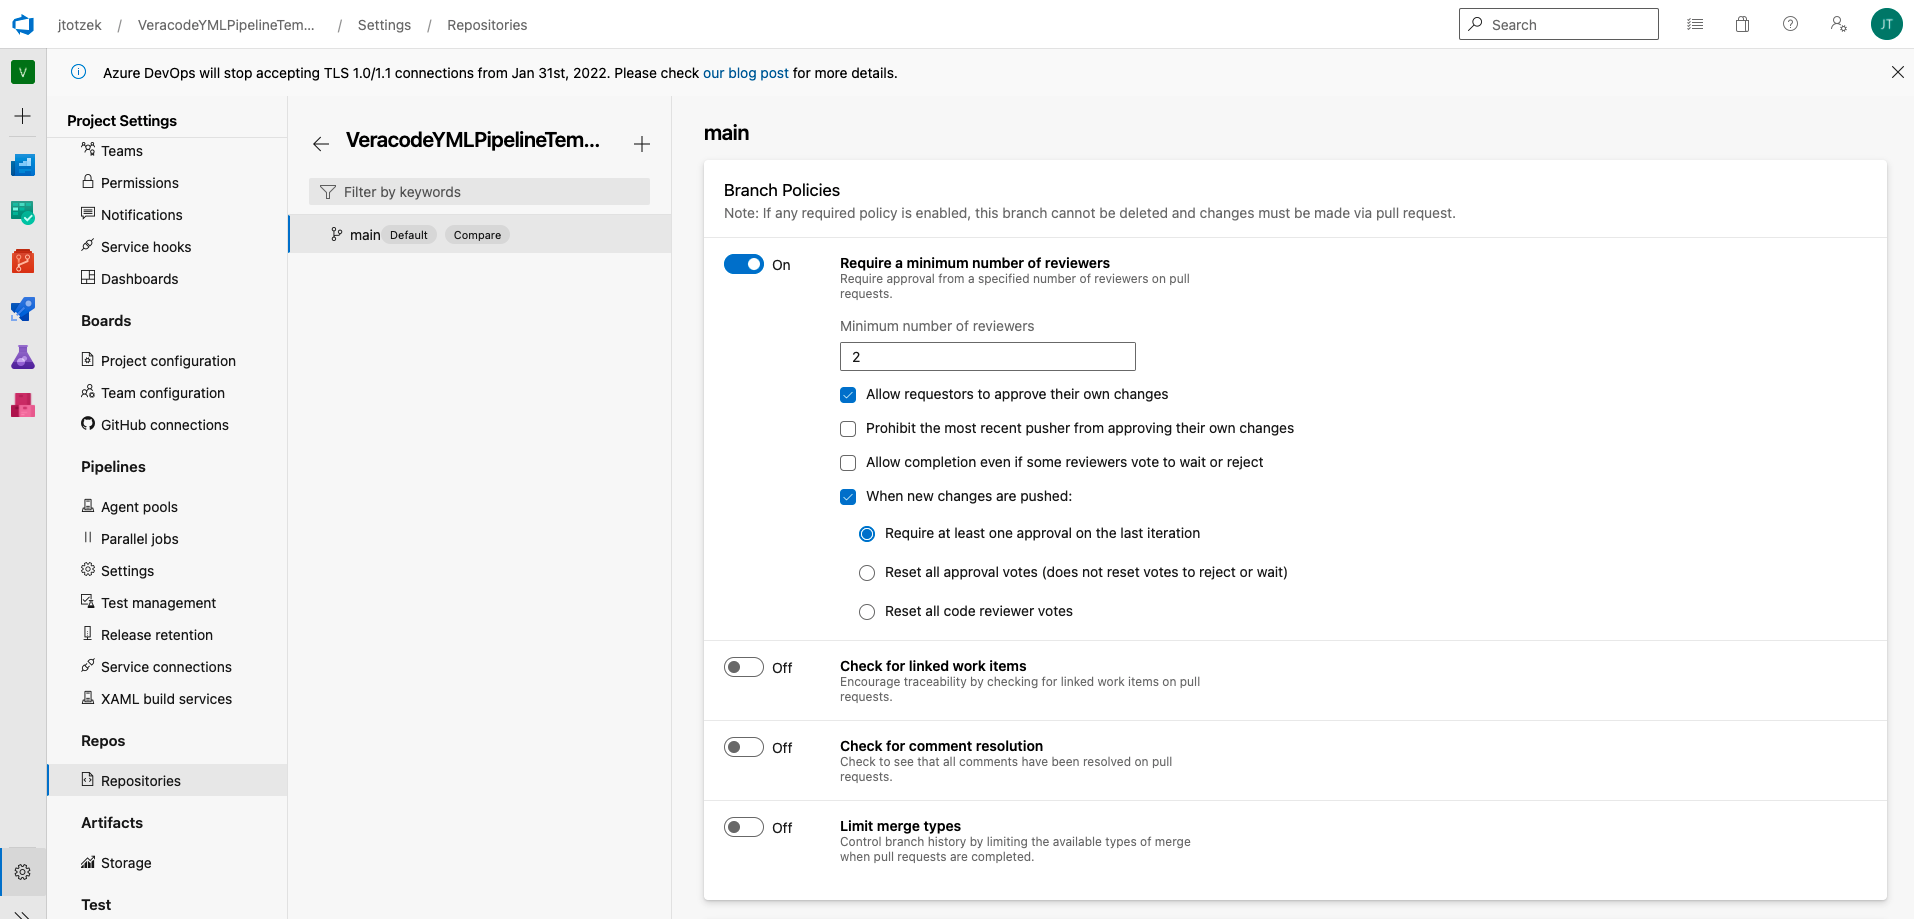 jtotzek / VeracodeYMLPipelineTem... / Settings / Repositories
Search
JT
V
Azure DevOps will stop accepting TLS 1.0/1.1 connections from Jan 31st, 2022. Please check our blog post for more details.
Project Settings
Teams
Permissions
Notifications
Service hooks
Dashboards
Boards
Project configuration
Team configuration
GitHub connections
Pipelines
Agent pools
Parallel jobs
Settings
Test management
Release retention
Service connections
XAML build services
Repos
Repositories
Artifacts
Storage
Test
VeracodeYMLPipelineTem...
Filter by keywords
main Default Compare
main
Branch Policies
Note: If any required policy is enabled, this branch cannot be deleted and changes must be made via pull request.
On
Require a minimum number of reviewers
Require approval from a specified number of reviewers on pull
requests.
Minimum number of reviewers
2
Allow requestors to approve their own changes
Prohibit the most recent pusher from approving their own changes
Allow completion even if some reviewers vote to wait or reject
When new changes are pushed:
Require at least one approval on the last iteration
Reset all approval votes (does not reset votes to reject or wait)
Reset all code reviewer votes
Off
Check for linked work items
Encourage traceability by checking for linked work items on pull
requests.
Off
Check for comment resolution
Check to see that all comments have been resolved on pull
requests.
Off
Limit merge types
Control branch history by limiting the available types of merge
when pull requests are completed.